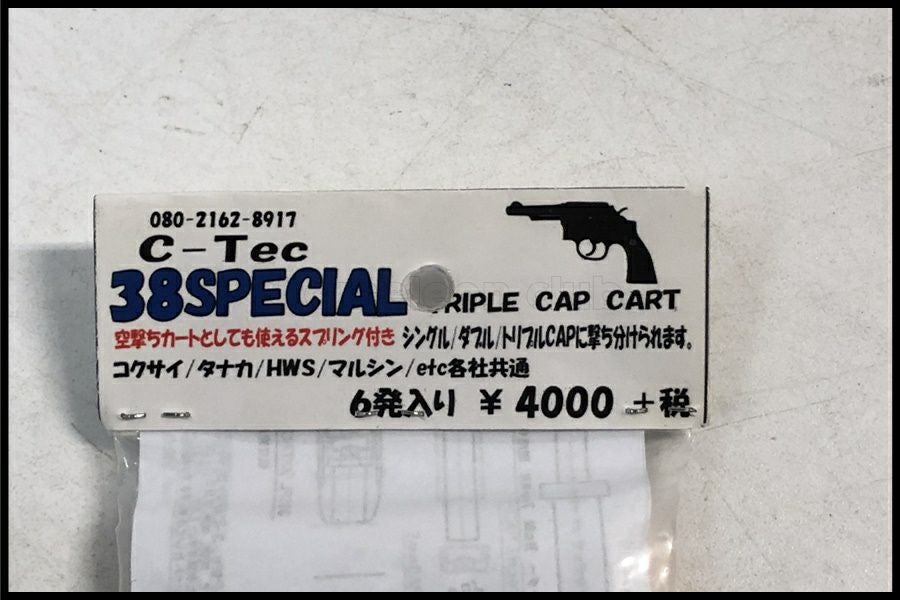 080-2162-8917
C-Tec
38SPECIAL TRIPLE CAP CART
空撃ちカートとしても使えるスプリング付き シングル/ダブル/トリプルCAPに撃ち分けられます。
コクサイ/タナカ/HWS/マルシン/etc各社共通
6発入り ¥4000 +税